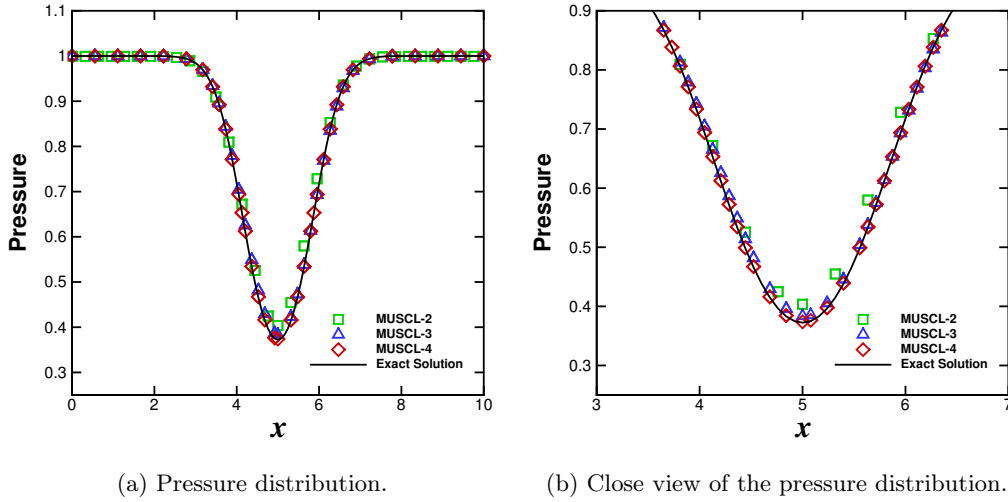 1.1
1
0.9
0.8
0.7
0.6
0.5
0.4
0.3
Pressure
0 2 4 6 8 10
x
MUSCL-2
MUSCL-3
MUSCL-4
Exact Solution
(a) Pressure distribution.
0.9
0.8
0.7
0.6
0.5
0.4
0.3
Pressure
3 4 5 6 7
x
MUSCL-2
MUSCL-3
MUSCL-4
Exact Solution
(b) Close view of the pressure distribution.